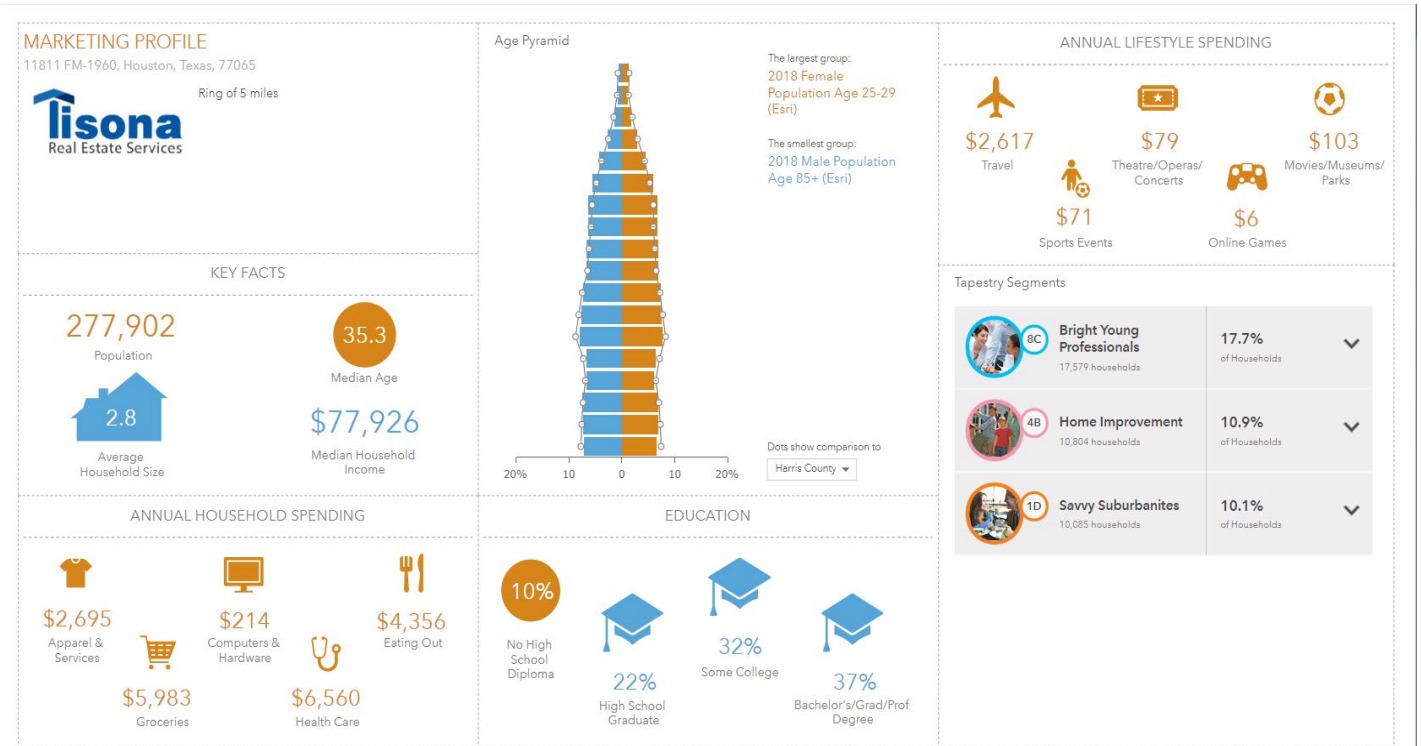 MARKETING PROFILE
11811 FM-1960, Houston, Texas, 77065
Ring of 5 miles
Tisona
Real Estate Services
KEY FACTS
277,902
Population
35.3
Median Age
2.8
Average
Household Size
$77,926
Median Household
Income
ANNUAL HOUSEHOLD SPENDING
$2,695
Apparel &
Services
$214
Computers &
Hardware
$4,356
Eating Out
$5,983
Groceries
$6,560
Health Care
Age Pyramid
The largest group:
2018 Female
Population Age 25-29
(Esri)
The smallest group:
2018 Male Population
Age 85+ (Esri)
Dots show comparison to
Harris County
20% 10 0 10 20%
EDUCATION
10%
No High
School
Diploma
22%
High School
Graduate
32%
Some College
37%
Bachelor's/Grad/Prof
Degree
ANNUAL LIFESTYLE SPENDING
$2,617
Travel
$79
Theatre/Operas/
Concerts
$103
Movies/Museums/
Parks
$71
Sports Events
$6
Online Games
Tapestry Segments
8C
Bright Young
Professionals
17,579 households
17.7%
of Households
4B
Home Improvement
10,804 households
10.9%
of Households
1D
Savvy Suburbanites
10,085 households
10.1%
of Households